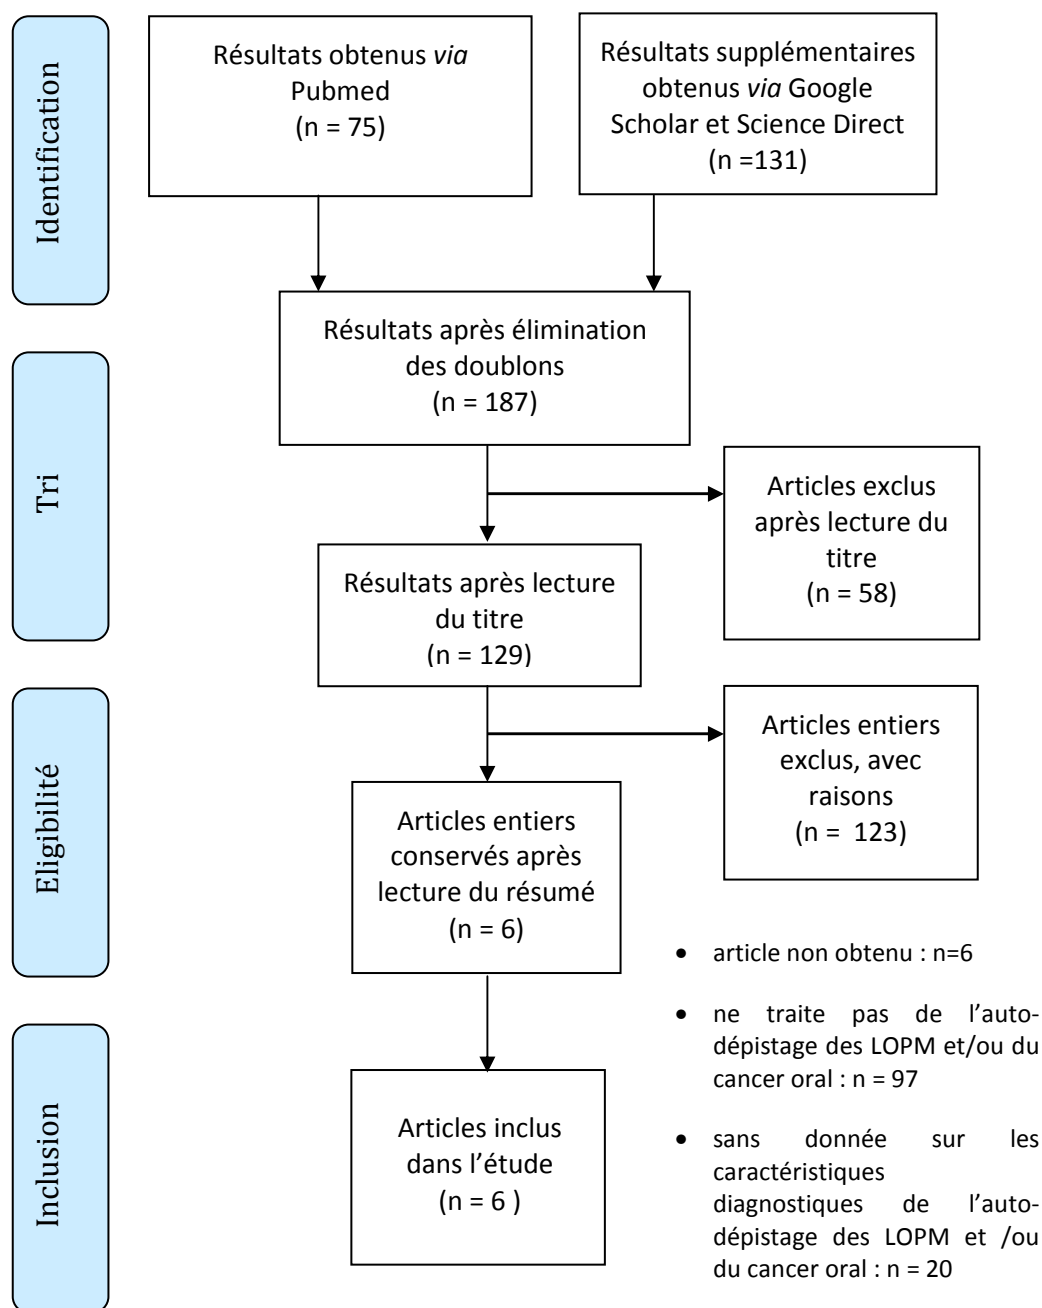 Identification
Résultats obtenus via
Pubmed
(n = 75)
Résultats supplémentaires
obtenus via Google
Scholar et Science Direct
(n =131)
Résultats après élimination
des doublons
(n = 187)
Tri
Articles exclus
après lecture du
titre
(n = 58)
Résultats après lecture
du titre
(n = 129)
Eligibilité
Articles entiers
exclus, avec
raisons
(n = 123)
Articles entiers
conservés après
lecture du résumé
(n = 6)
• article non obtenu : n=6
• ne traite pas de l’auto-
dépistage des LOPM et/ou du
cancer oral : n = 97
• sans donnée sur les
caractéristiques
diagnostiques de l’auto-
dépistage des LOPM et /ou
du cancer oral : n = 20
Inclusion
Articles inclus
dans l’étude
(n = 6 )